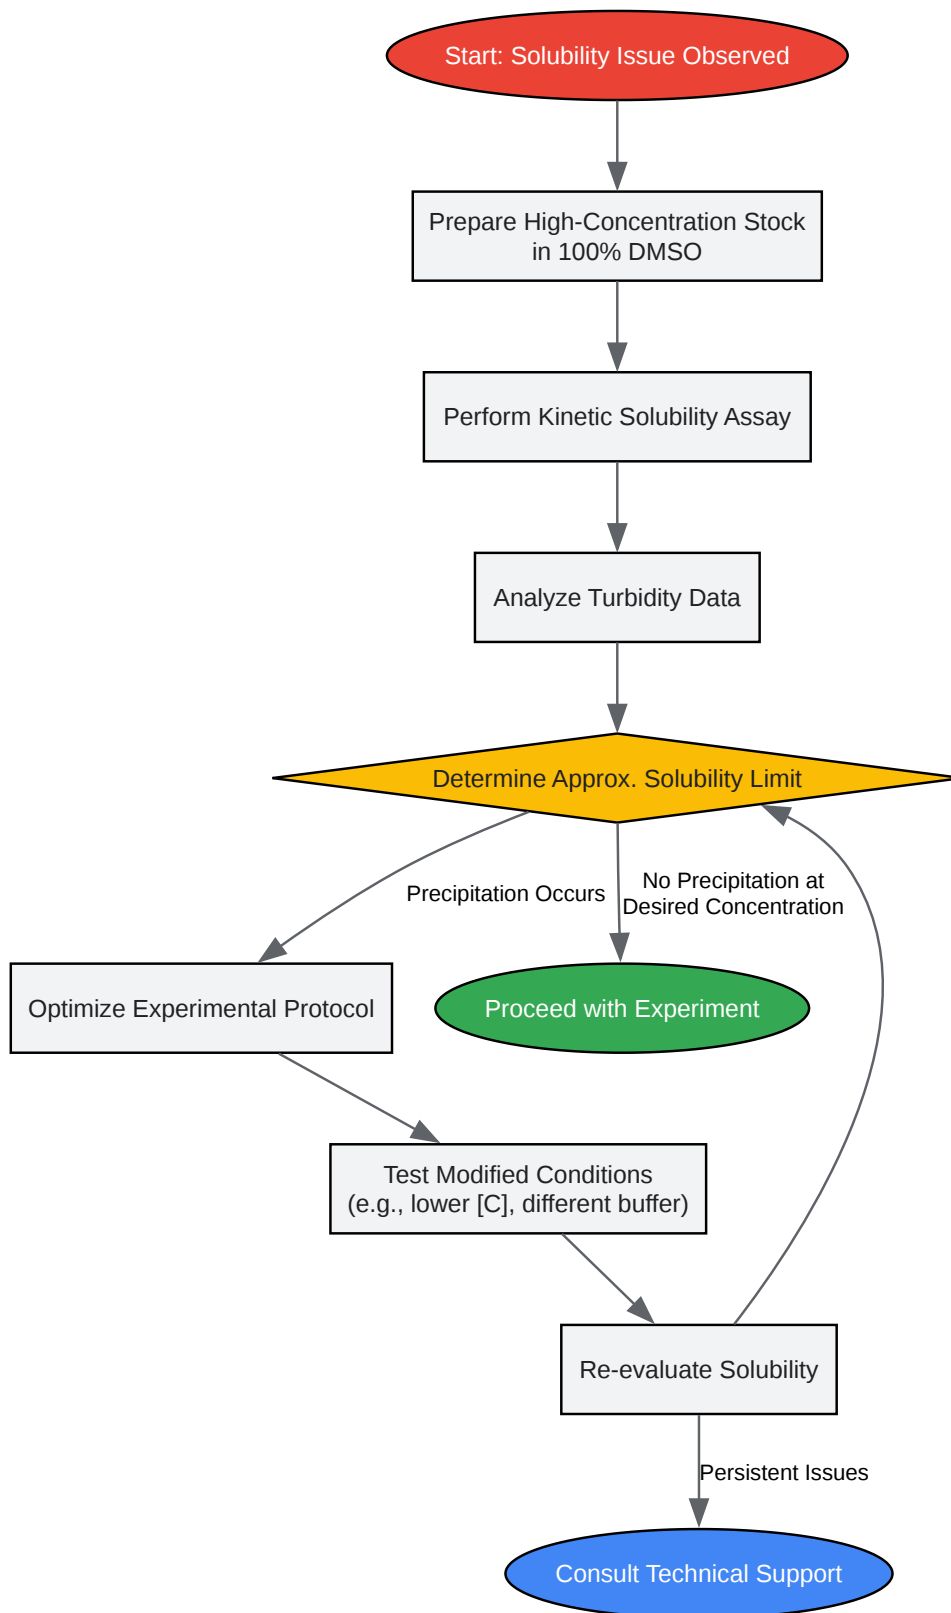 Start: Solubility Issue Observed
Prepare High-Concentration Stock
in 100% DMSO
Perform Kinetic Solubility Assay
Analyze Turbidity Data
Determine Approx. Solubility Limit
Precipitation Occurs
No Precipitation at
Desired Concentration
Optimize Experimental Protocol
Proceed with Experiment
Test Modified Conditions
(e.g., lower [C], different buffer)
Re-evaluate Solubility
Persistent Issues
Consult Technical Support